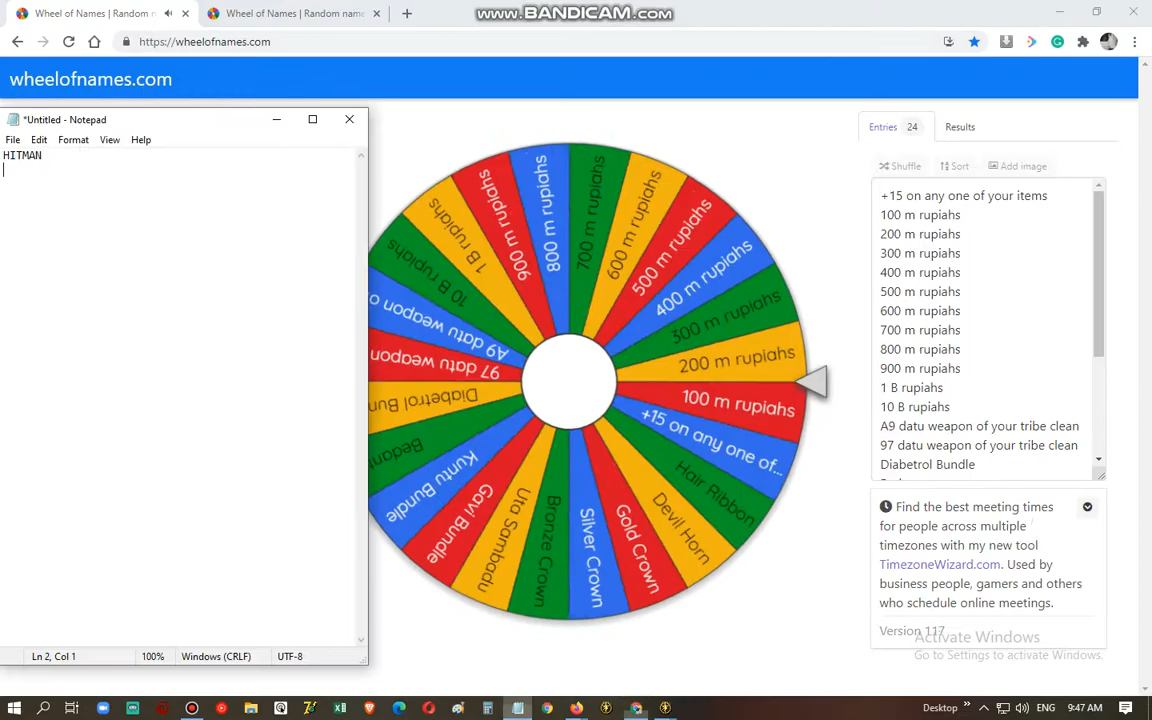 Wheel of Names | Random n
Wheel of Names | Random name
www.BANDICAM.com
https://wheelofnames.com
wheelofnames.com
*Untitled - Notepad
File Edit Format View Help
HITMAN
Ln 2, Col 1 100% Windows (CRLF) UTF-8
800 m rupiahs
700 m rupiahs
600 m rupiahs
500 m rupiahs
400 m rupiahs
300 m rupiahs
200 m rupiahs
100 m rupiahs
+15 on any one of...
Hair Ribbon
Devil Horn
Gold Crown
Silver Crown
Bronze Crown
Uta Sambadu
Gavi Bundle
Kuntu Bundle
Bedant
Diabetrol Bun
97 datu weapon
A9 datu weapon o
10 B rupiahs
1 B rupiahs
900 m rupiahs
Entries 24 Results
Shuffle Sort Add image
+15 on any one of your items
100 m rupiahs
200 m rupiahs
300 m rupiahs
400 m rupiahs
500 m rupiahs
600 m rupiahs
700 m rupiahs
800 m rupiahs
900 m rupiahs
1 B rupiahs
10 B rupiahs
A9 datu weapon of your tribe clean
97 datu weapon of your tribe clean
Diabetrol Bundle
Find the best meeting times
for people across multiple
timezones with my new tool
TimezoneWizard.com. Used by
business people, gamers and others
who schedule online meetings.
Version 117
Activate Windows
Go to Settings to activate Windows.
Desktop ENG 9:47 AM